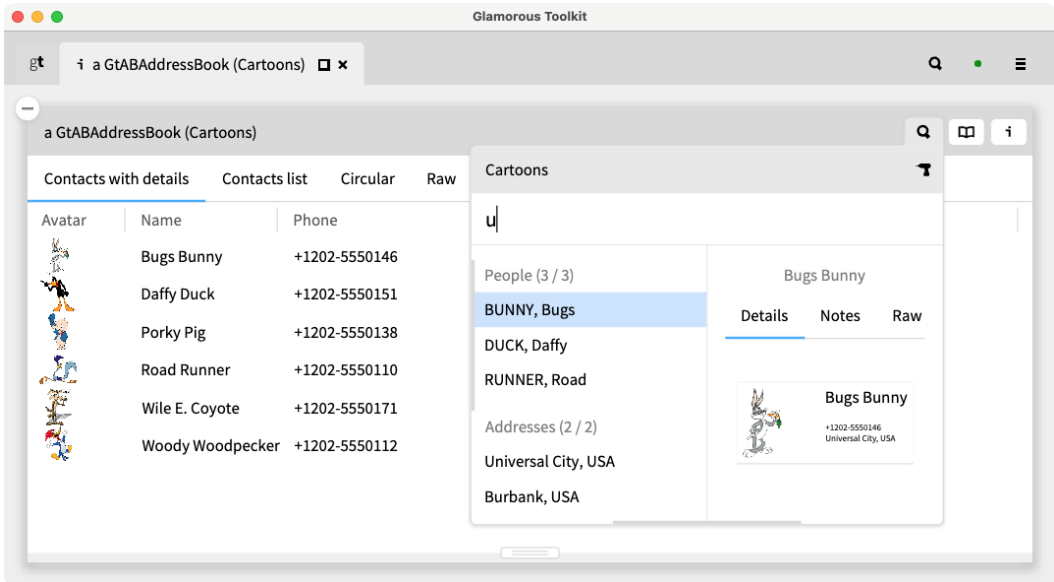 Glamorous Toolkit
gt
i a GtABAddressBook (Cartoons)
a GtABAddressBook (Cartoons)
i
Contacts with details Contacts list Circular Raw
Avatar Name Phone
Bugs Bunny +1202-5550146
Daffy Duck +1202-5550151
Porky Pig +1202-5550138
Road Runner +1202-5550110
Wile E. Coyote +1202-5550171
Woody Woodpecker +1202-5550112
Cartoons
u
People (3 / 3)
BUNNY, Bugs
DUCK, Daffy
RUNNER, Road
Addresses (2 / 2)
Universal City, USA
Burbank, USA
Bugs Bunny
Details Notes Raw
Bugs Bunny
+1202-5550146
Universal City, USA